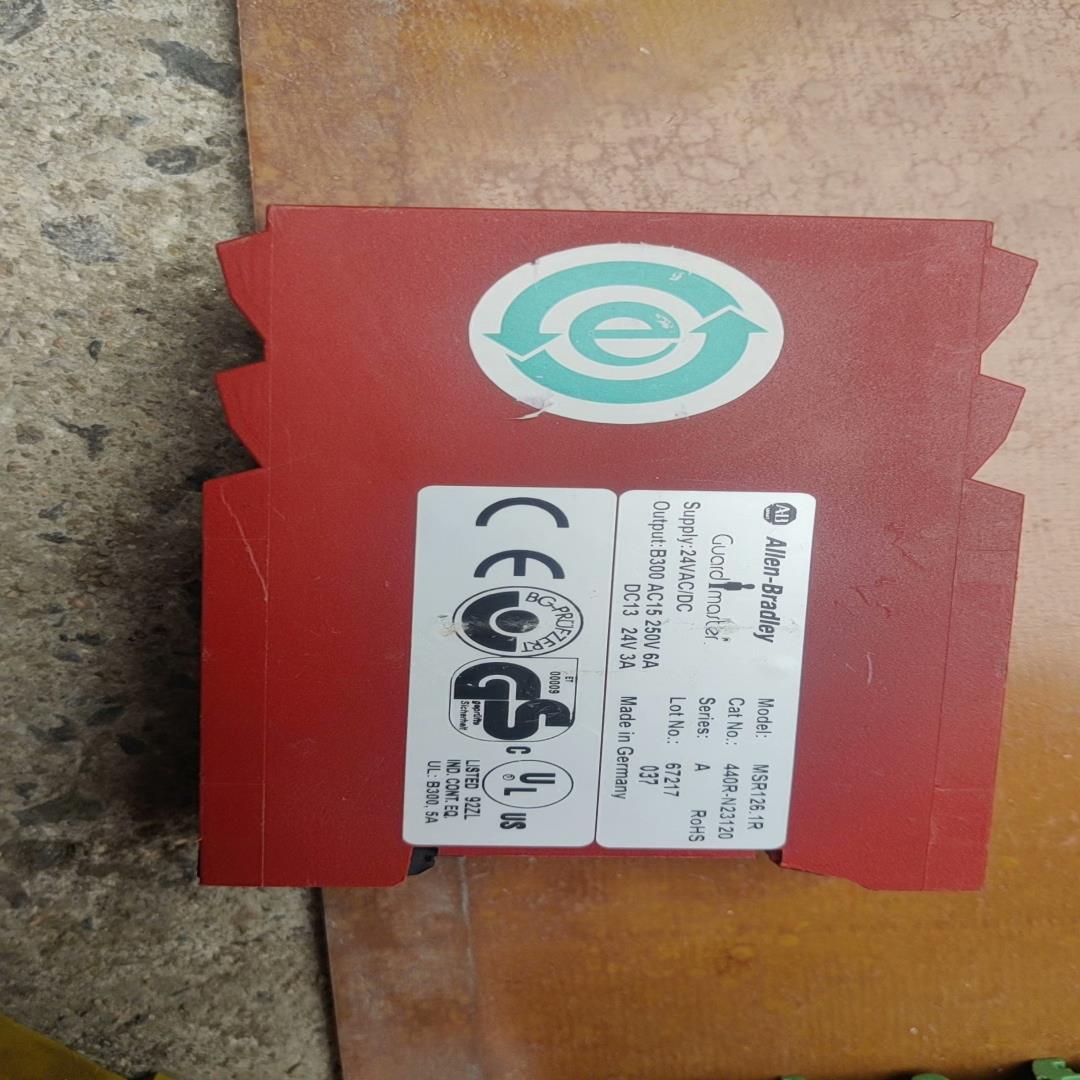 e
AB
Allen-Bradley
Guardmaster.
Supply:24VAC/DC
Output:B300 AC15 250V 6A
DC13 24V 3A
Model: MSR126.1R
Cat No.: 440R-N23120
Series: A RoHS
Lot No.: 67217
037
Made in Germany
CE
BG-PRÜFZERT
ET
00009
GS
geprüfte
Sicherheit
C UL US
®
LISTED 92ZL
IND. CONT. EQ.
UL: B300, 5A